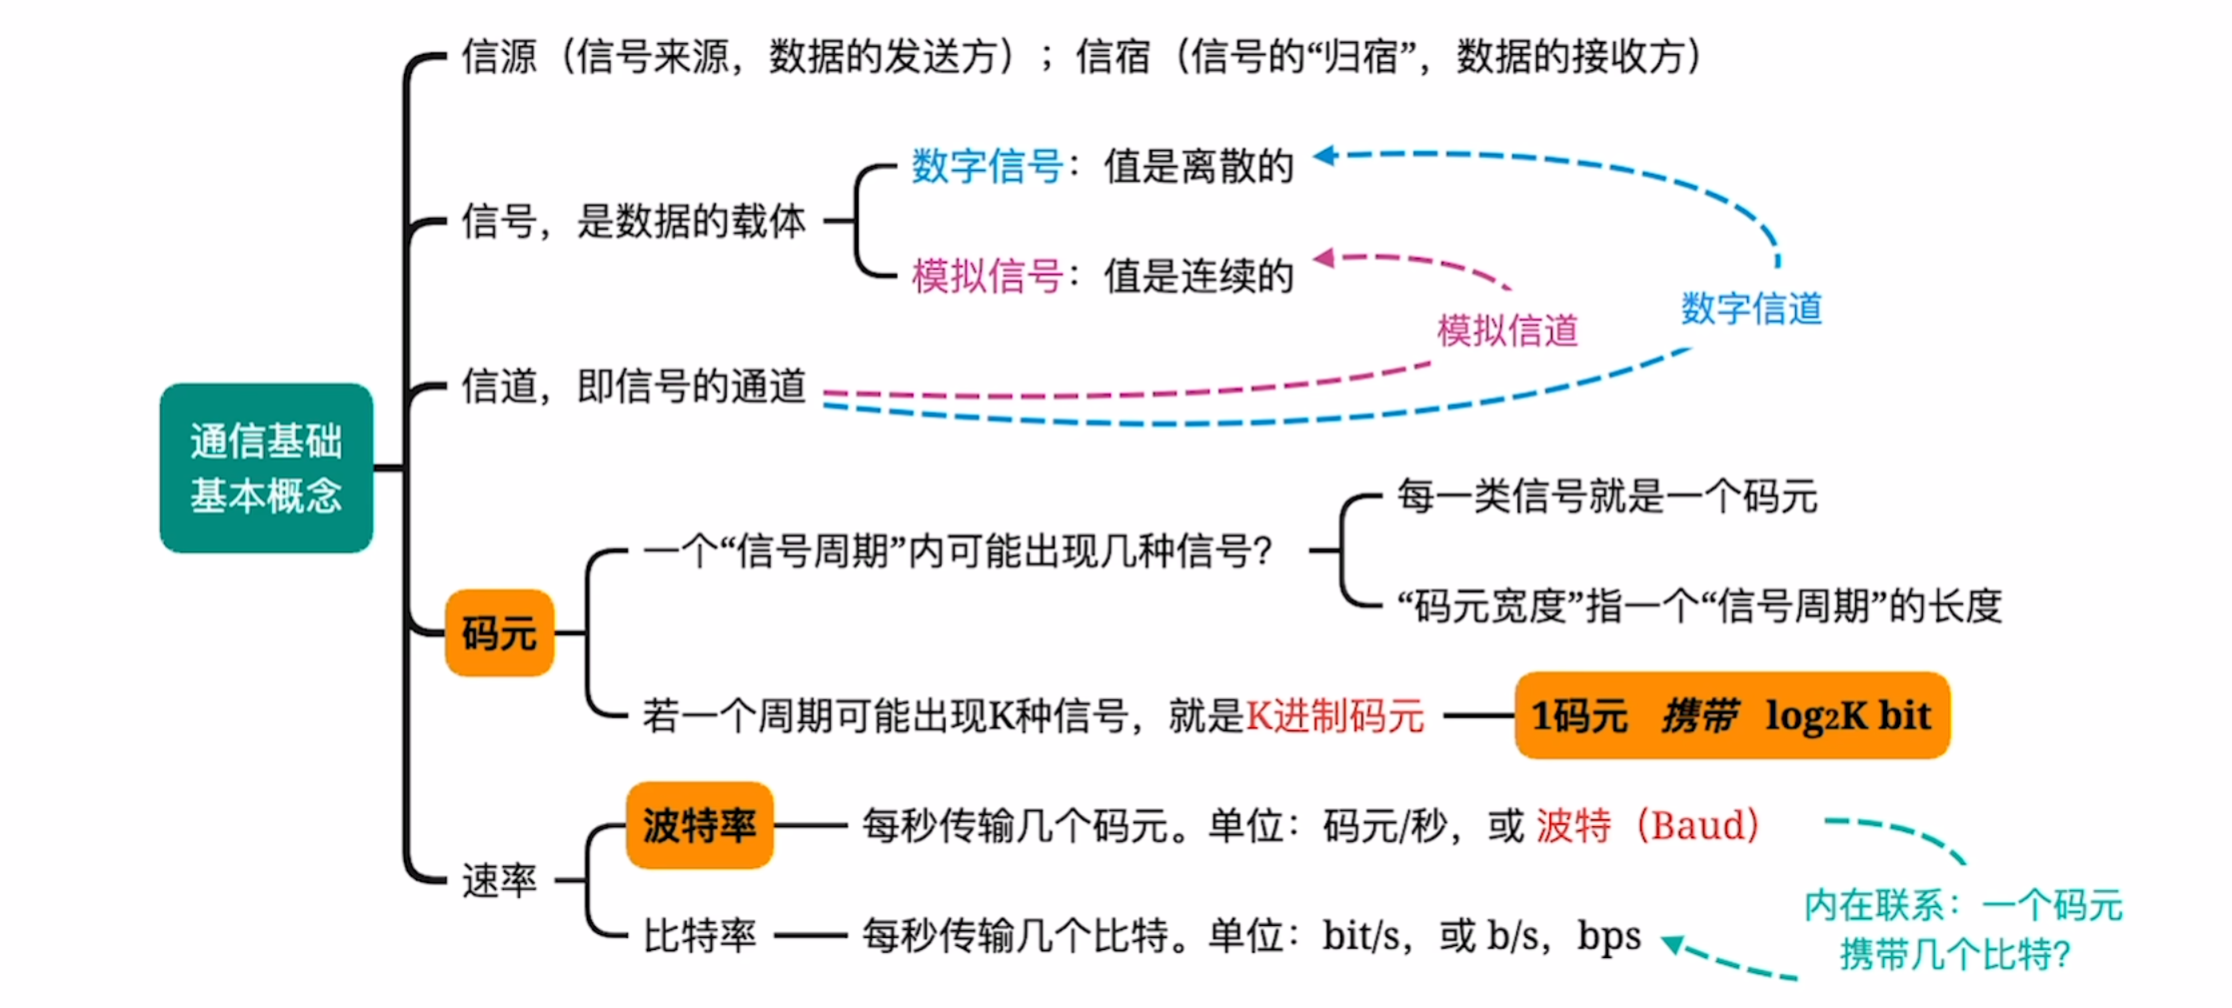 信源（信号来源，数据的发送方）；信宿（信号的“归宿”，数据的接收方）
数字信号：值是离散的
信号，是数据的载体
模拟信号：值是连续的
数字信道
模拟信道
信道，即信号的通道
通信基础
基本概念
每一类信号就是一个码元
一个“信号周期”内可能出现几种信号？
“码元宽度”指一个“信号周期”的长度
码元
若一个周期可能出现K种信号，就是K进制码元
1码元 携带 log₂K bit
波特率
每秒传输几个码元。单位：码元/秒，或 波特（Baud）
速率
内在联系：一个码元
携带几个比特？
比特率
每秒传输几个比特。单位：bit/s，或 b/s，bps